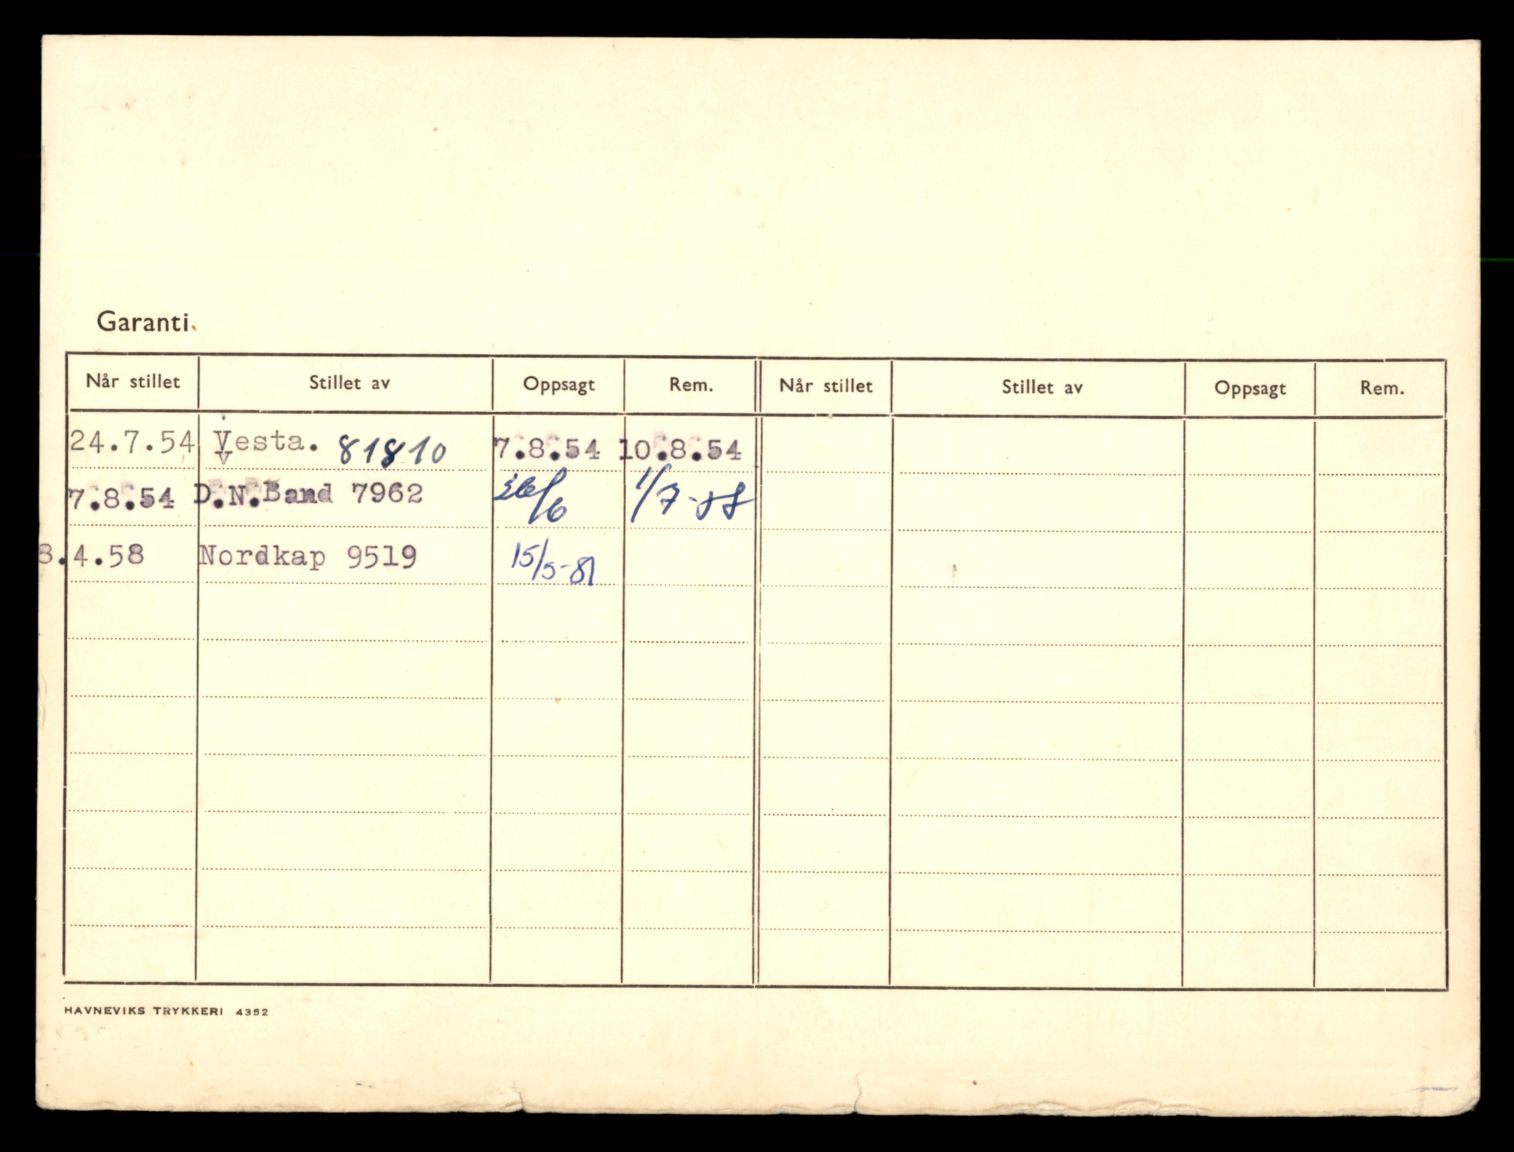 Garanti.
Når stillet Stillet av Oppsagt Rem. Når stillet Stillet av Oppsagt Rem.
24.7.54 Vesta. 81810 7.8.54 10.8.54
7.8.54 D.N.Band 7962 /6 1/7-58
8.4.58 Nordkap 9519 15/5-81
HAVNEVIKS TRYKKERI 4352